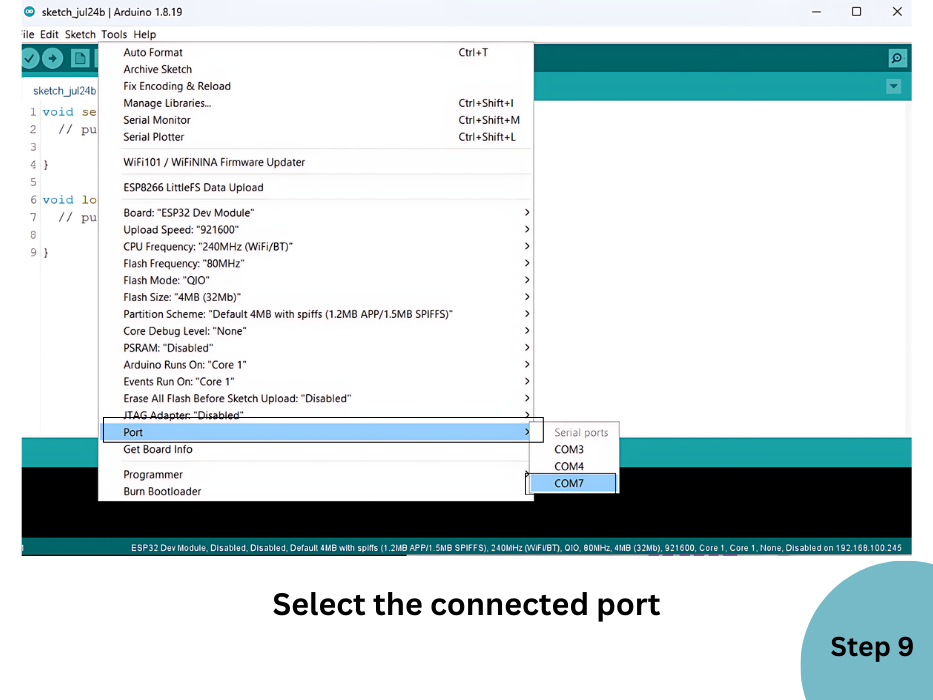 sketch_jul24b | Arduino 1.8.19
ile Edit Sketch Tools Help
sketch_jul24b
1 void se
2 // pu
3
4 }
5
6 void lo
7 // pu
8
9 }
Auto Format Ctrl+T
Archive Sketch
Fix Encoding & Reload
Manage Libraries... Ctrl+Shift+I
Serial Monitor Ctrl+Shift+M
Serial Plotter Ctrl+Shift+L
WiFi101 / WiFiNINA Firmware Updater
ESP8266 LittleFS Data Upload
Board: "ESP32 Dev Module"
Upload Speed: "921600"
CPU Frequency: "240MHz (WiFi/BT)"
Flash Frequency: "80MHz"
Flash Mode: "QIO"
Flash Size: "4MB (32Mb)"
Partition Scheme: "Default 4MB with spiffs (1.2MB APP/1.5MB SPIFFS)"
Core Debug Level: "None"
PSRAM: "Disabled"
Arduino Runs On: "Core 1"
Events Run On: "Core 1"
Erase All Flash Before Sketch Upload: "Disabled"
JTAG Adapter: "Disabled"
Port
Get Board Info
Programmer
Burn Bootloader
Serial ports
COM3
COM4
COM7
ESP32 Dev Module, Disabled, Disabled, Default 4MB with spiffs (1.2MB APP/1.5MB SPIFFS), 240MHz (WiFi/BT), QIO, 80MHz, 4MB (32Mb), 921600, Core 1, Core 1, None, Disabled on 192.168.100.245
Select the connected port
Step 9